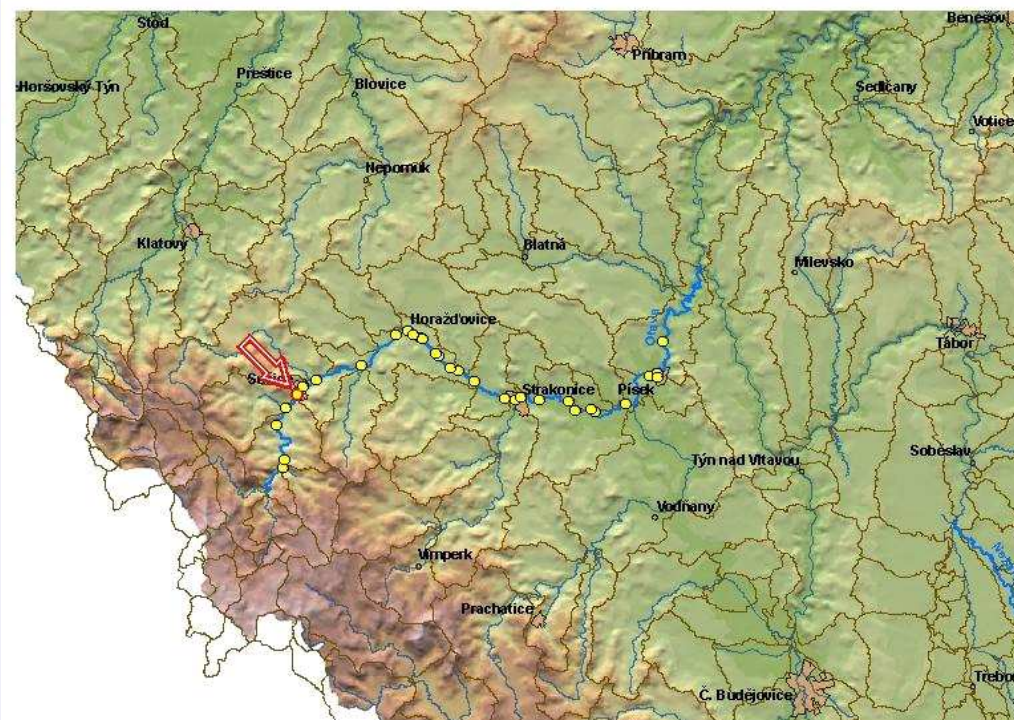 Stod
Benešov
Příbram
Přeštice
Horšovský Týn
Blovice
Sedlčany
Votice
Nepomuk
Klatovy
Blatná
Milevsko
Horažďovice
Otava
Tábor
Strakonice
Písek
Soběslav
Týn nad Vltavou
Vodňany
Vimperk
Prachatice
Č. Budějovice